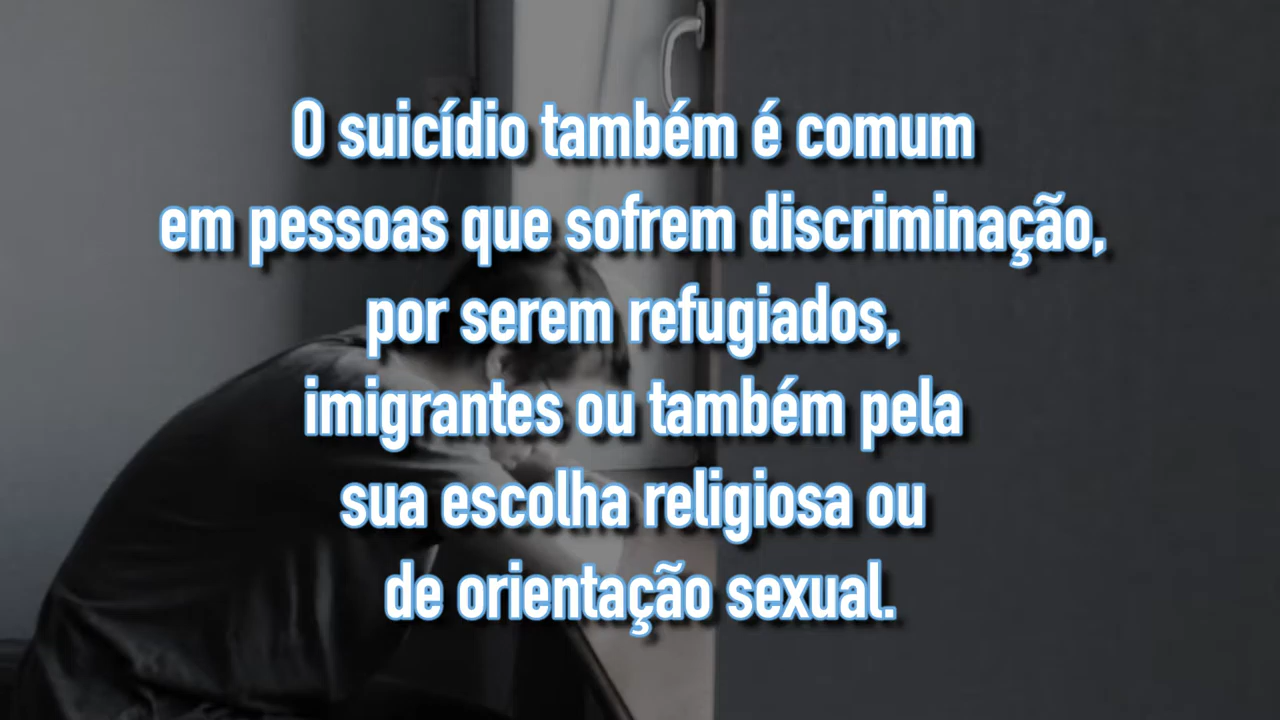 O suicídio também é comum
em pessoas que sofrem discriminação,
por serem refugiados,
imigrantes ou também pela
sua escolha religiosa ou
de orientação sexual.